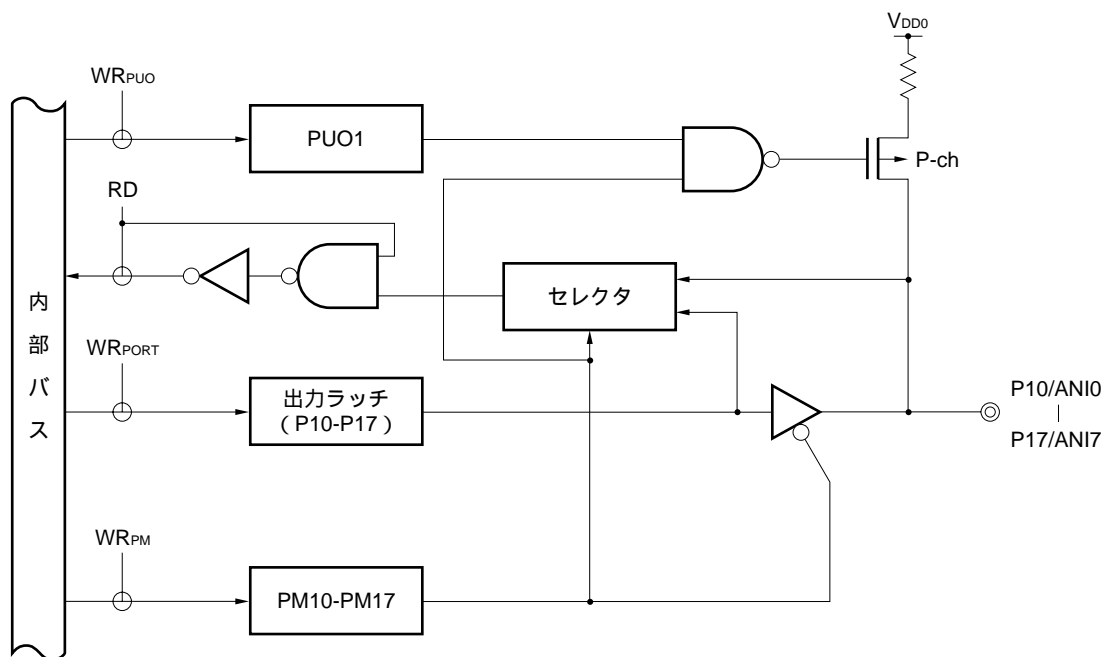 VDD0
WRPUO
PUO1
P-ch
RD
セレクタ
内部バス
WRPORT
出力ラッチ
(P10-P17)
P10/ANI0
P17/ANI7
WRPM
PM10-PM17